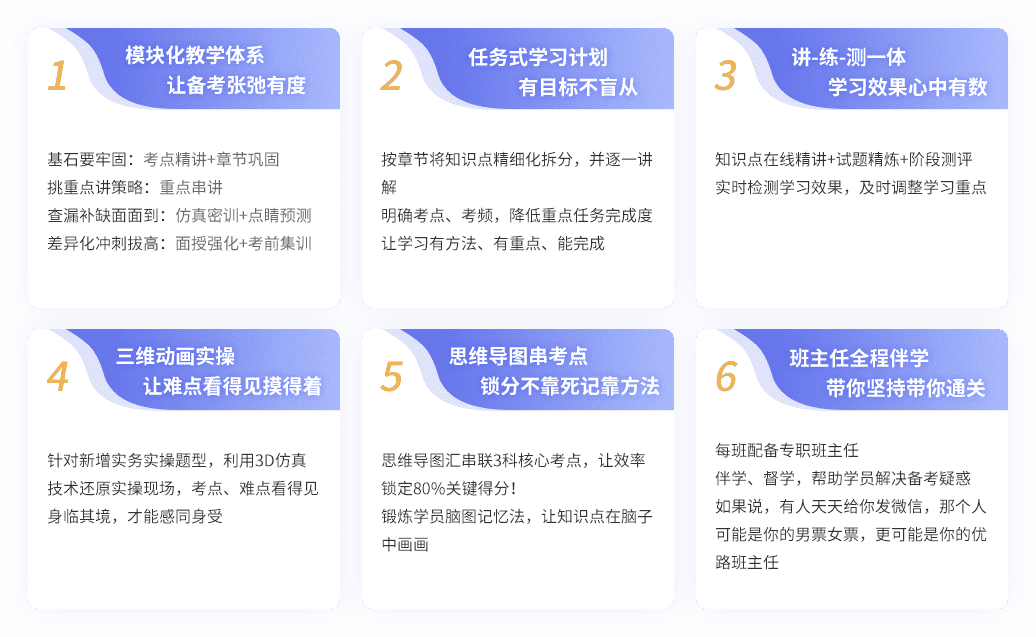 1
模块化教学体系
让备考张弛有度
基石要牢固：考点精讲+章节巩固
挑重点讲策略：重点串讲
查漏补缺面面到：仿真密训+点睛预测
差异化冲刺拔高：面授强化+考前集训
2
任务式学习计划
有目标不盲从
按章节将知识点精细化拆分，并逐一讲
解
明确考点、考频，降低重点任务完成度
让学习有方法、有重点、能完成
3
讲-练-测一体
学习效果心中有数
知识点在线精讲+试题精炼+阶段测评
实时检测学习效果，及时调整学习重点
4
三维动画实操
让难点看得见摸得着
针对新增实务实操题型，利用3D仿真
技术还原实操现场，考点、难点看得见
身临其境，才能感同身受
5
思维导图串考点
锁分不靠死记靠方法
思维导图汇串联3科核心考点，让效率
锁定80%关键得分！
锻炼学员脑图记忆法，让知识点在脑子
中画画
6
班主任全程伴学
带你坚持带你通关
每班配备专职班主任
伴学、督学，帮助学员解决备考疑惑
如果说，有人天天给你发微信，那个人
可能是你的男票女票，更可能是你的优
路班主任